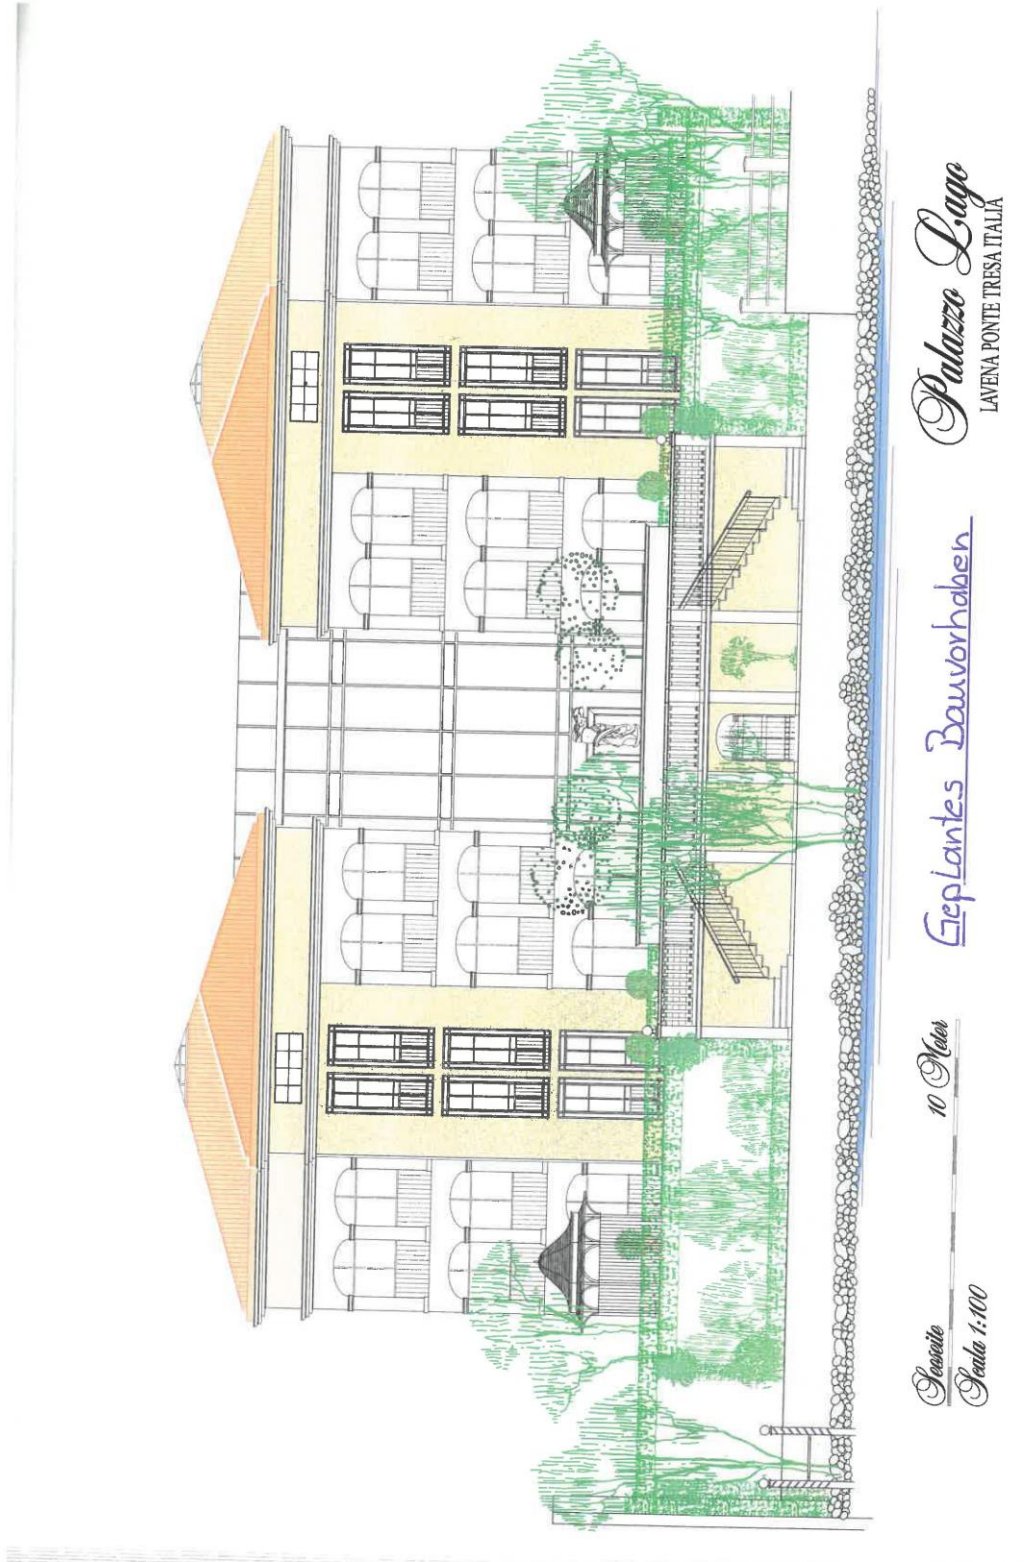 Seeseite
Scala 1:100
10 Meter
Geplantes Bauvorhaben
Palazzo Lago
LAVENA PONTE TRESA ITALIA